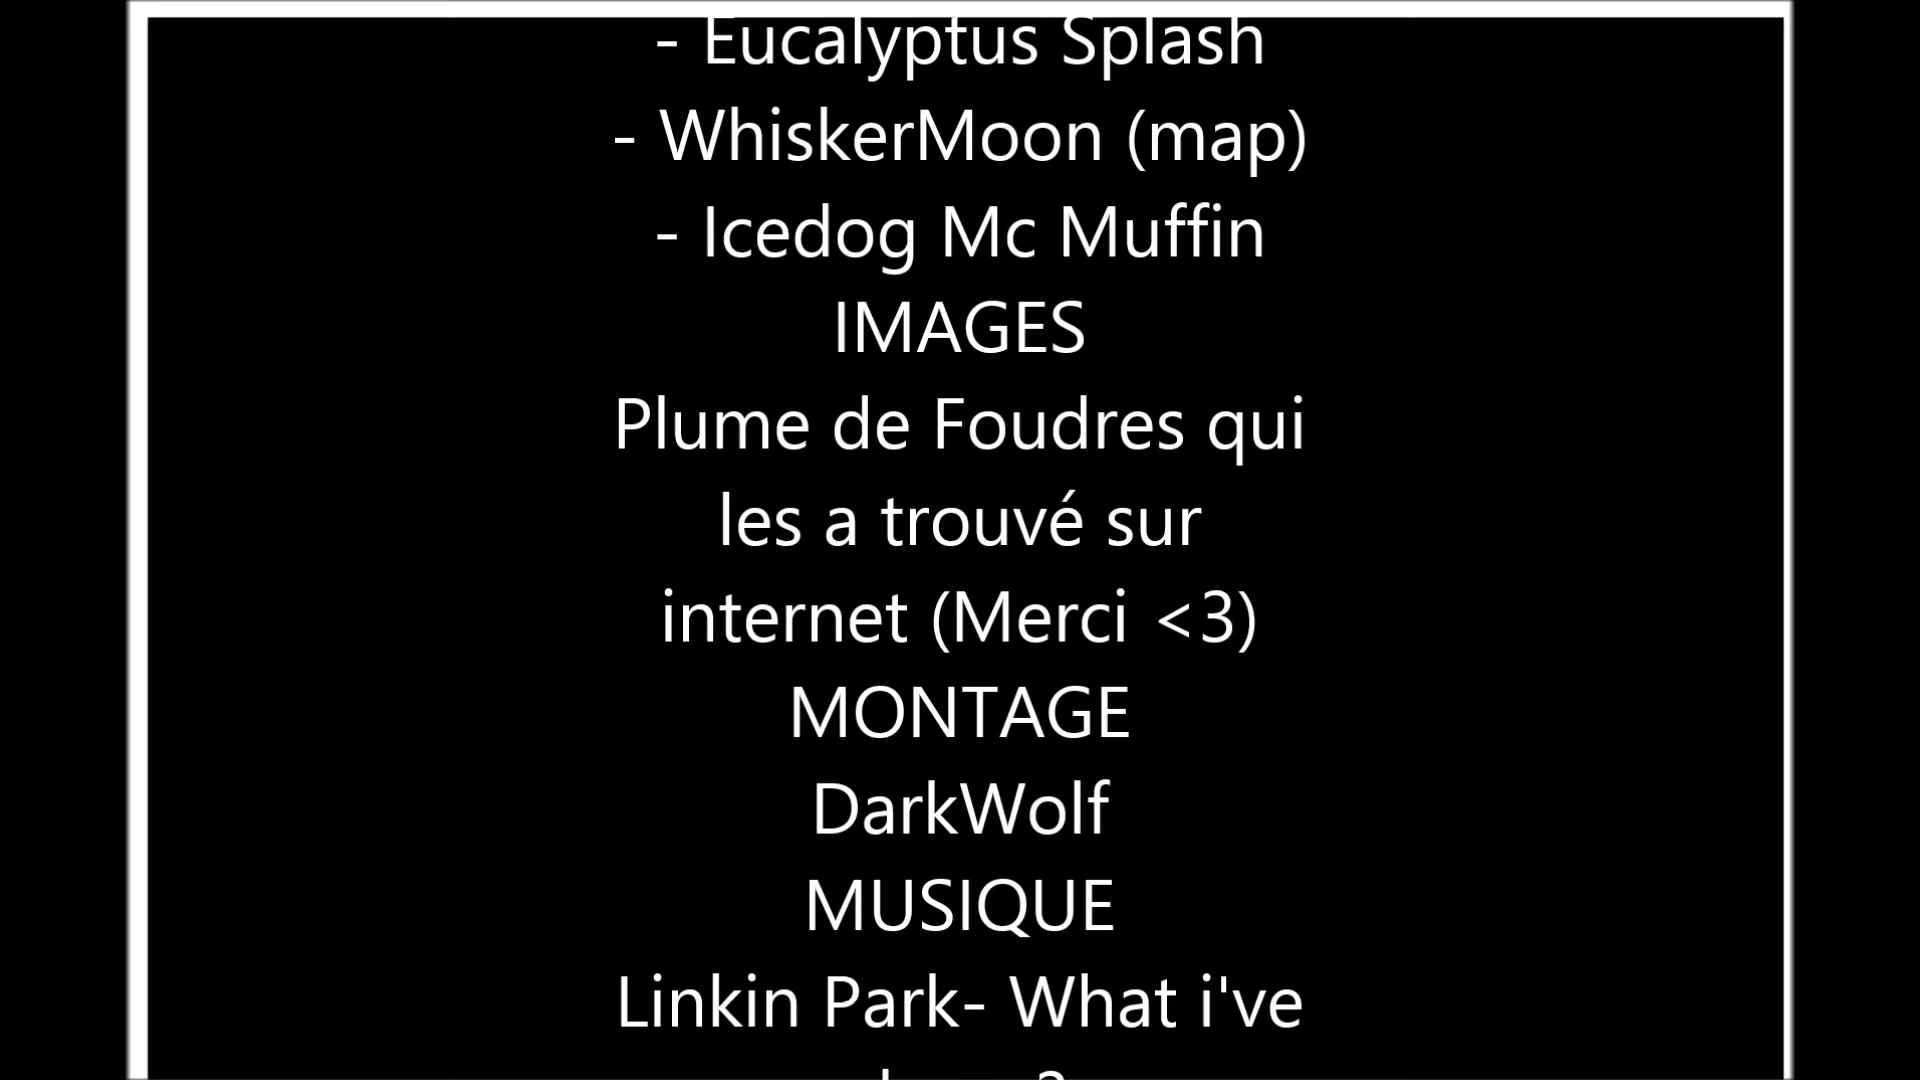 - Eucalyptus Splash
- WhiskerMoon (map)
- Icedog Mc Muffin
IMAGES
Plume de Foudres qui
les a trouvé sur
internet (Merci <3)
MONTAGE
DarkWolf
MUSIQUE
Linkin Park- What i've